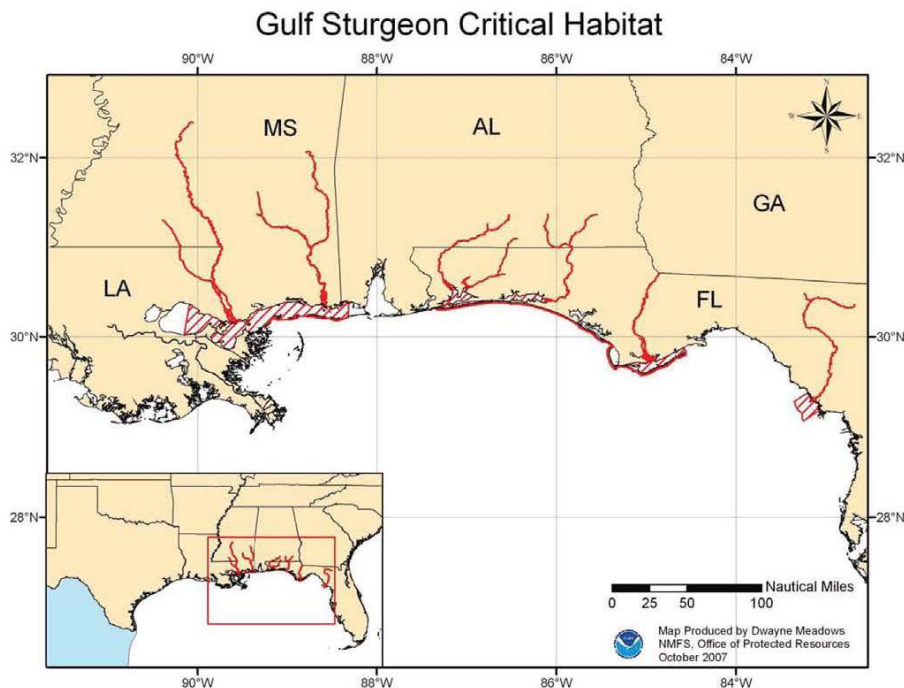 Gulf Sturgeon Critical Habitat
90°W 88°W 86°W 84°W
32°N 32°N
MS AL
GA
LA FL
30°N 30°N
28°N 28°N
N
W E
S
Nautical Miles
0 25 50 100
Map Produced by Dwayne Meadows
NMFS, Office of Protected Resources
October 2007
90°W 88°W 86°W 84°W